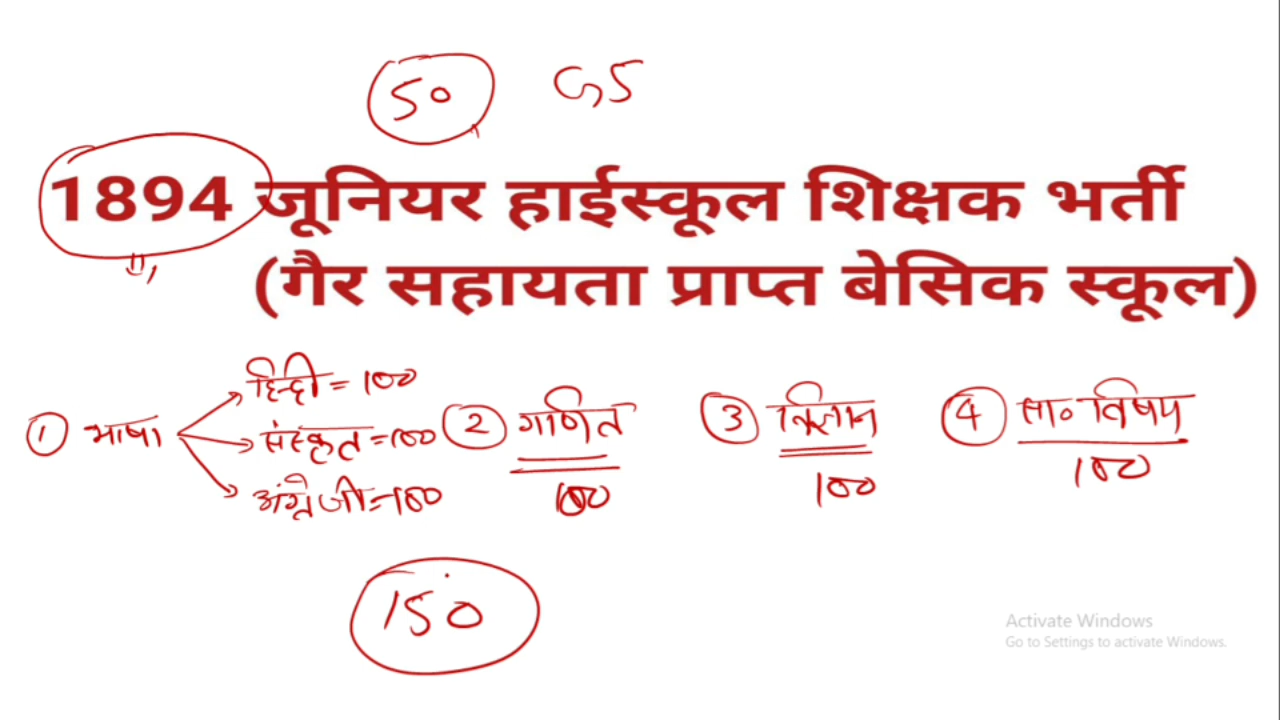 50 GS
1894 जूनियर हाईस्कूल शिक्षक भर्ती
(गैर सहायता प्राप्त बेसिक स्कूल)
① भाषा
हिन्दी = 100
संस्कृत = 100
अंग्रेजी = 100
② गणित
100
③ विज्ञान
100
④ सा० विषय
100
150
Activate Windows
Go to Settings to activate Windows.